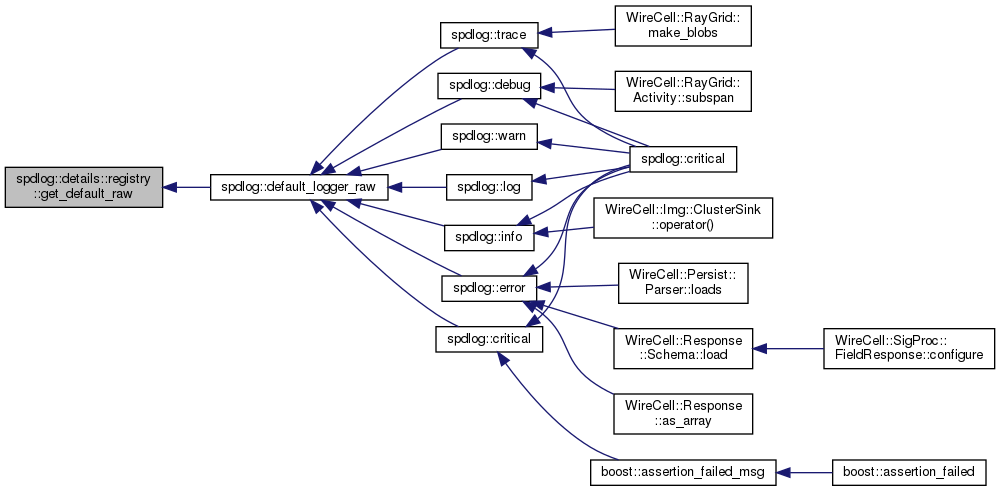 spdlog::details::registry
::get_default_raw
spdlog::default_logger_raw
spdlog::trace
spdlog::debug
spdlog::warn
spdlog::log
spdlog::info
spdlog::error
spdlog::critical
WireCell::RayGrid::
make_blobs
WireCell::RayGrid::
Activity::subspan
spdlog::critical
WireCell::Img::ClusterSink
::operator()
WireCell::Persist::
Parser::loads
WireCell::Response
::Schema::load
WireCell::Response
::as_array
boost::assertion_failed_msg
WireCell::SigProc::
FieldResponse::configure
boost::assertion_failed